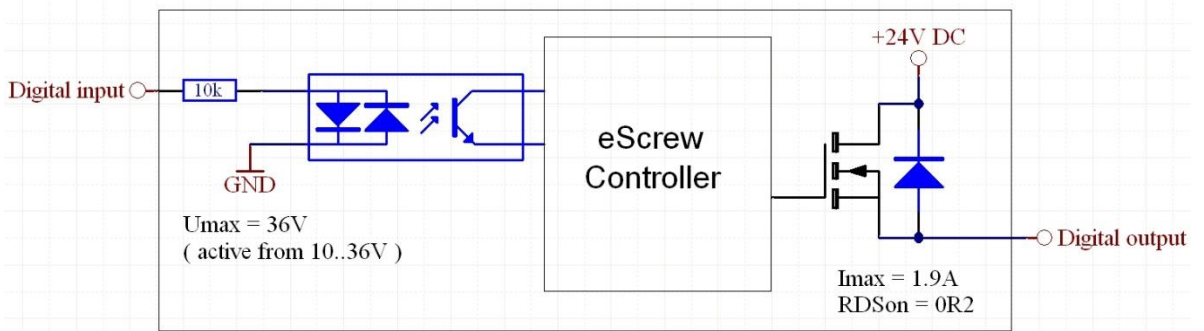 +24V DC
Digital input
10k
eScrew
Controller
GND
Umax = 36V
( active from 10..36V )
Digital output
Imax = 1.9A
RDSon = 0R2